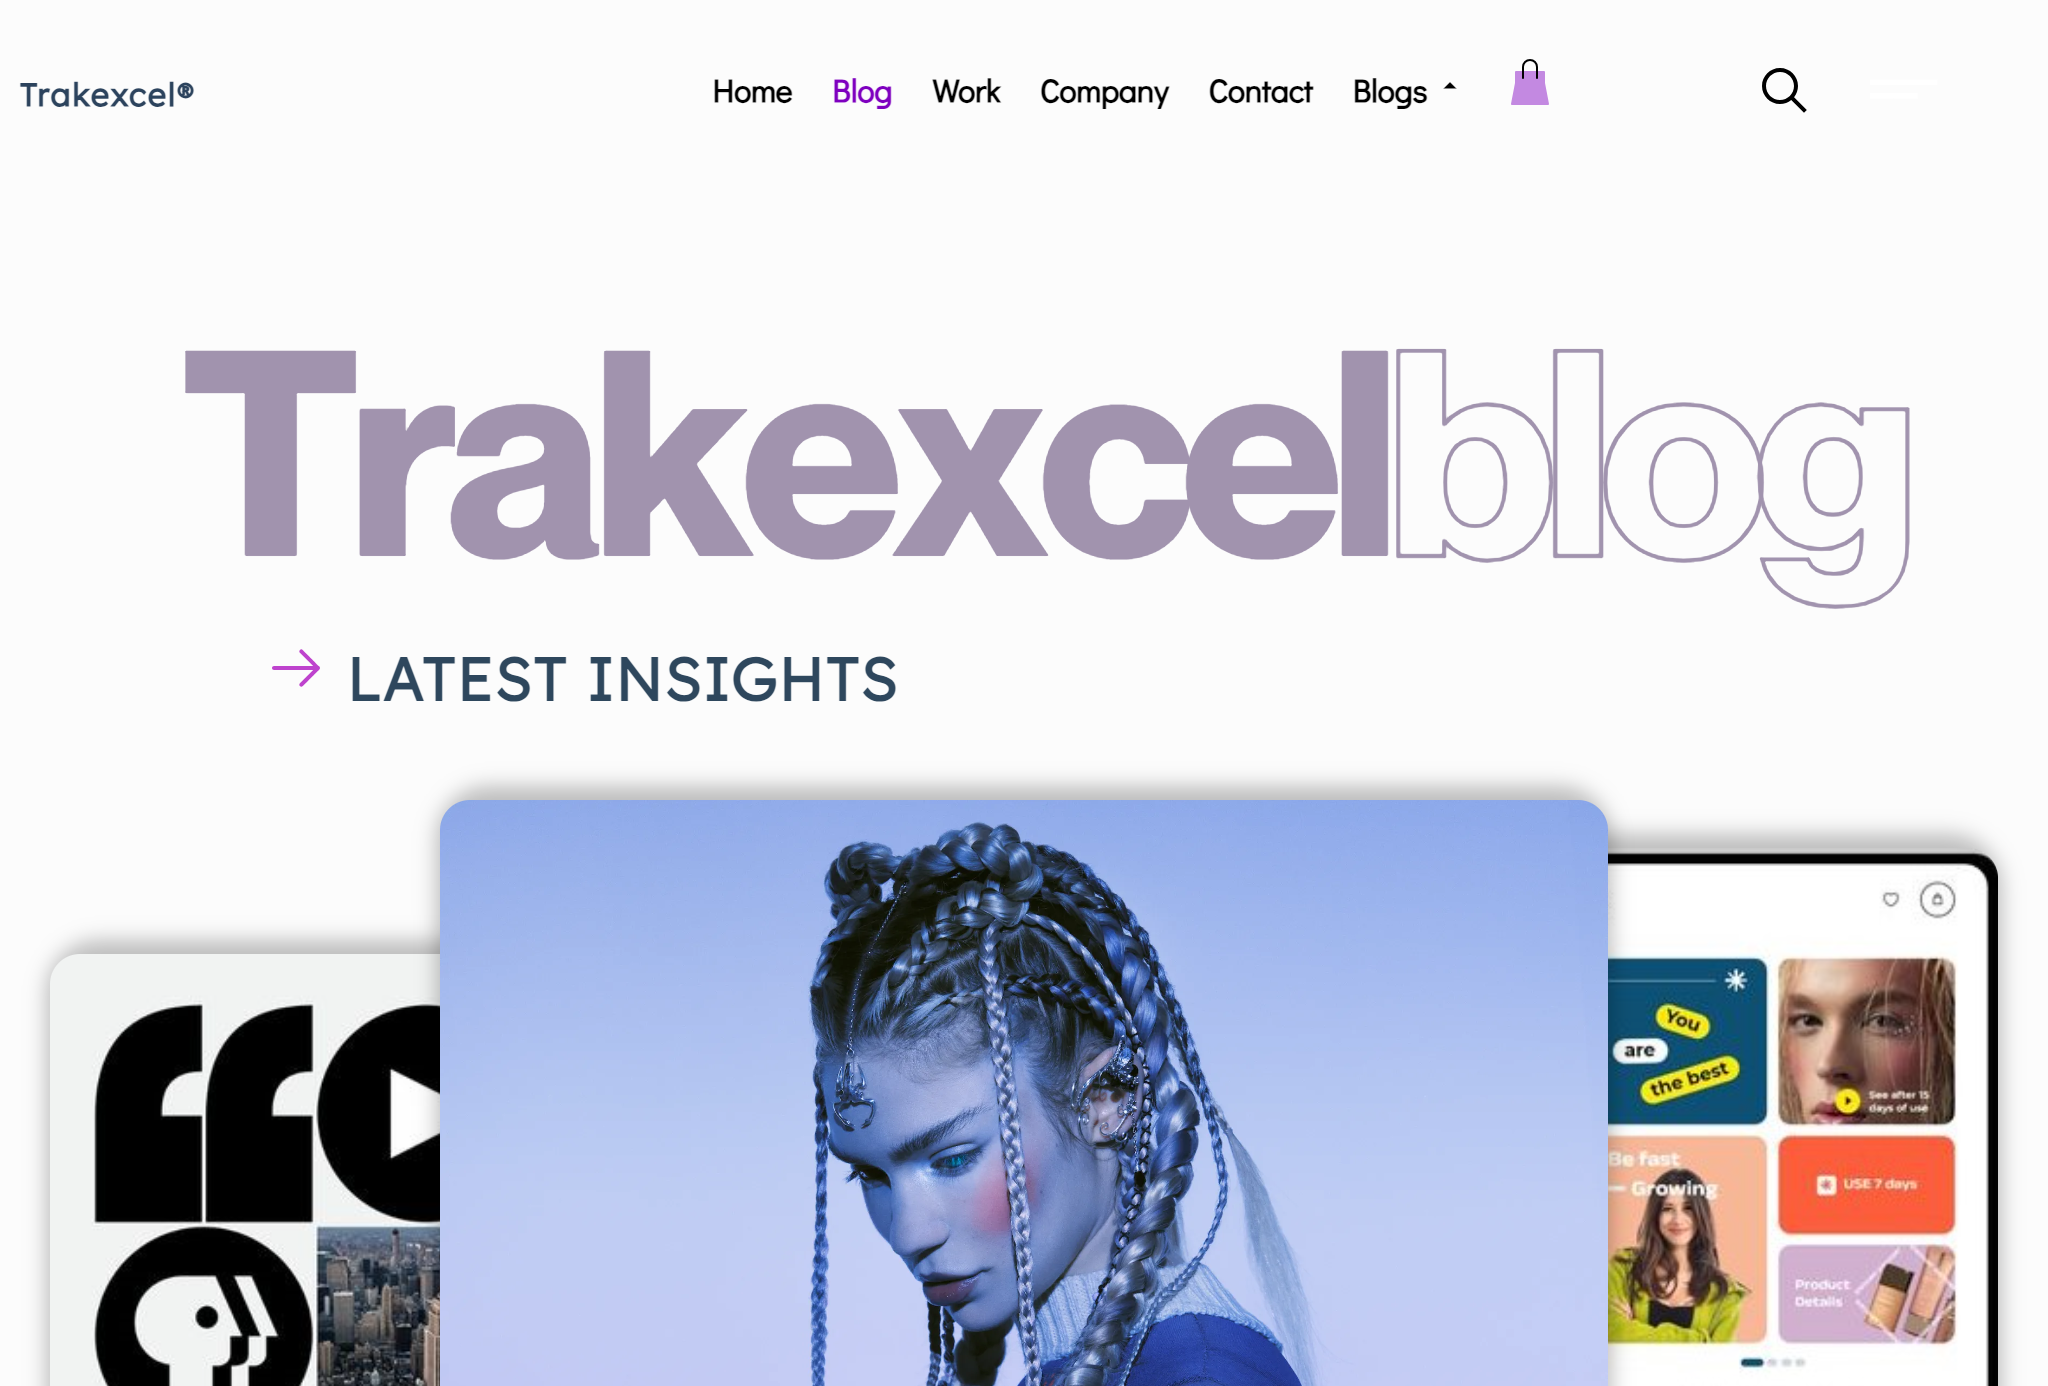 Trakexcel®
Home Blog Work Company Contact Blogs
Trakexcelblog
LATEST INSIGHTS
You
are
the best
See after 15
days of use
Be fast
— Growing
USE 7 days
Product
Details